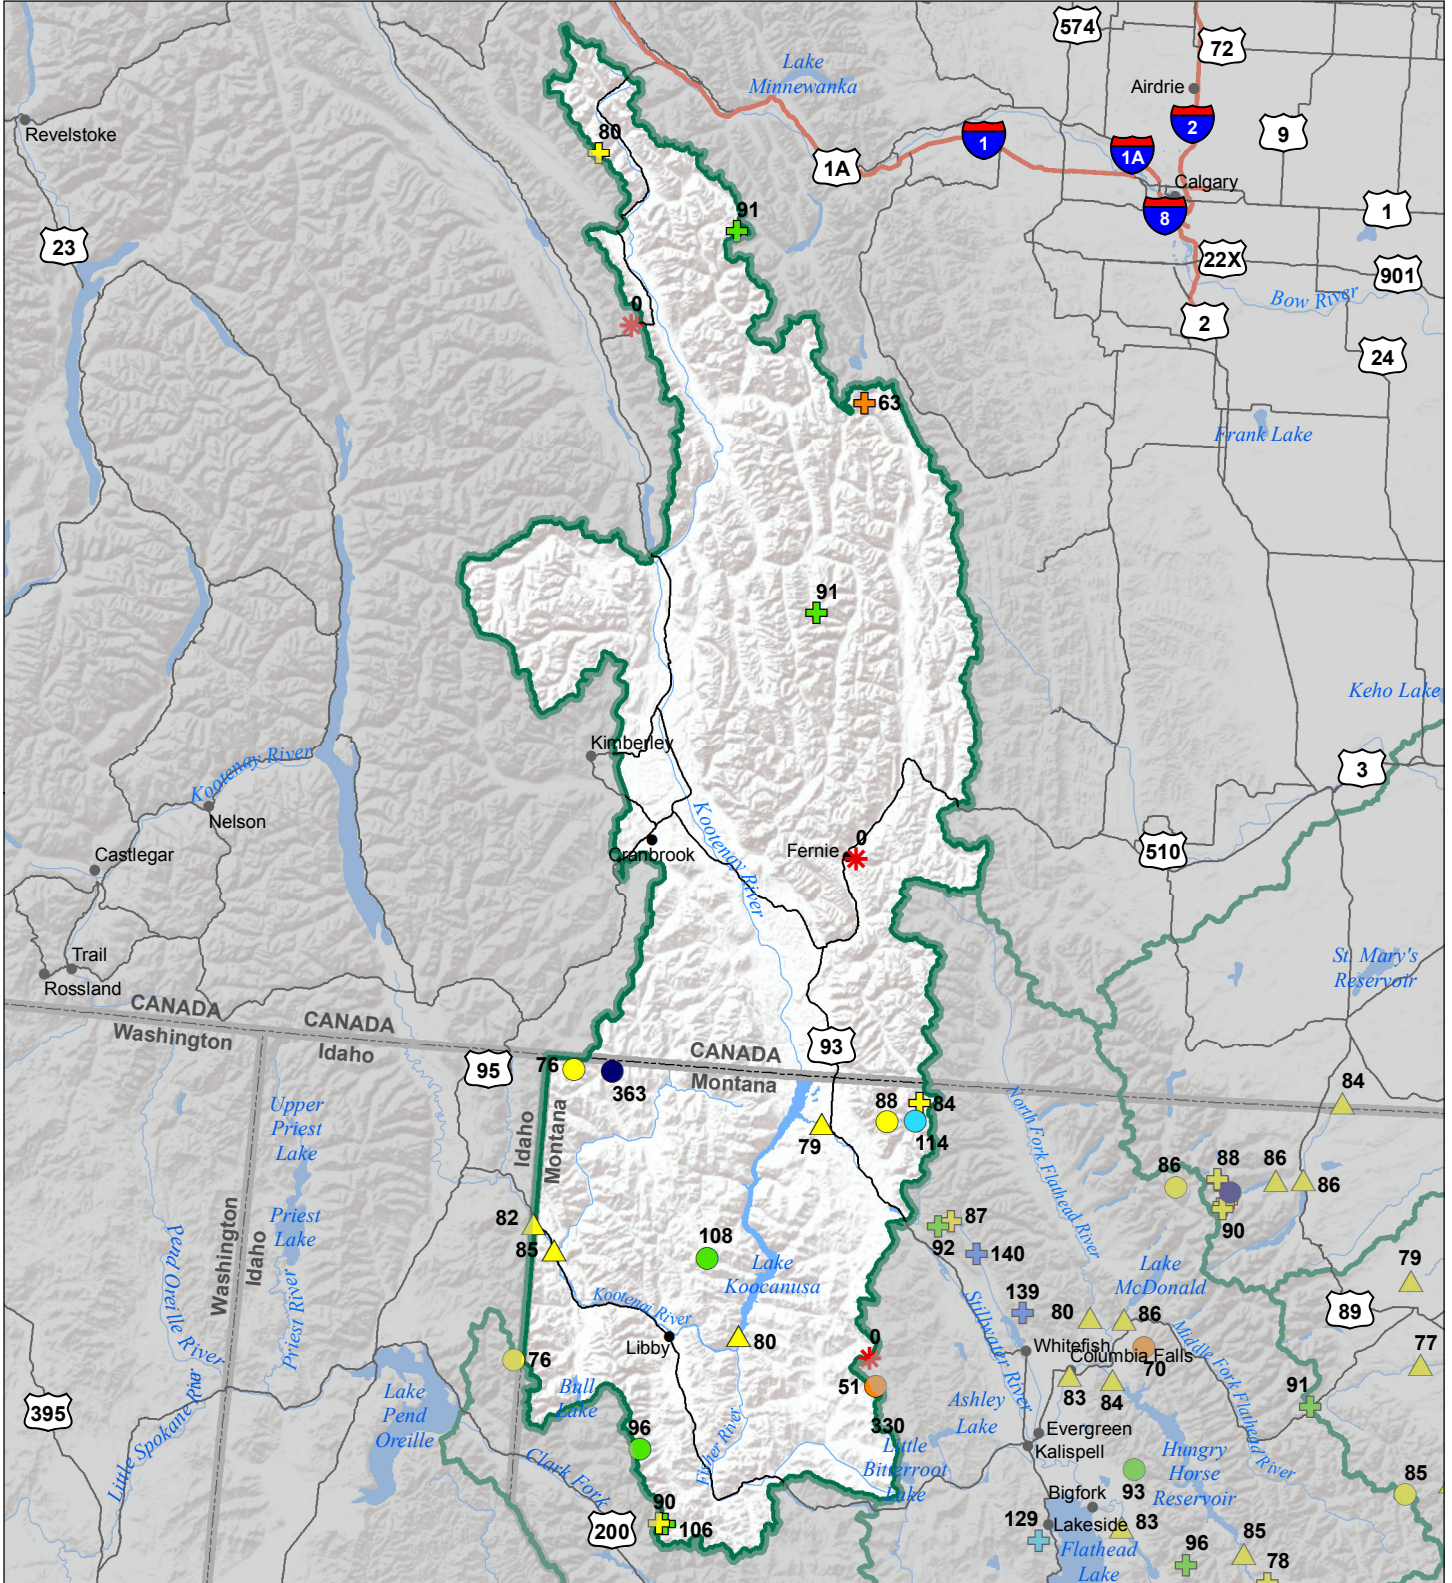 574
72
Lake
Minnewanka
Airdrie
Revelstoke
2
9
80
1
1A
1A
Calgary
8
1
91
23
22X
901
Bow River
0
2
24
63
Frank Lake
91
Keho Lake
Kimberley
Kootenay River
3
Nelson
Kootenay River
0
Fernie
Castlegar
Cranbrook
510
Trail
Rossland
St. Mary's
Reservoir
CANADA
Washington
CANADA
Idaho
CANADA
Montana
93
95
76
363
84
88
84
114
79
Upper
Priest
Lake
Idaho
Montana
North Fork Flathead River
86
88
86
86
90
Priest
Lake
82
85
87
92
140
108
Lake
Koocanusa
Lake
McDonald
79
Washington
Idaho
Pend Oreille River
Priest River
Kootenai River
139
80
86
89
Libby
80
0
Stillwater River
Whitefish
Columbia Falls
70
Middle Fork Flathead River
77
76
51
83
84
91
Bull
Lake
Lake
Pend
Oreille
395
Little Spokane River
330
Ashley
Lake
Evergreen
Kalispell
96
Fisher River
Little
Bitterroot
Lake
Hungry
Horse
Reservoir
93
85
Clark Fork
200
90
106
Bigfork
129
Lakeside
83
Flathead
Lake
96
85
78